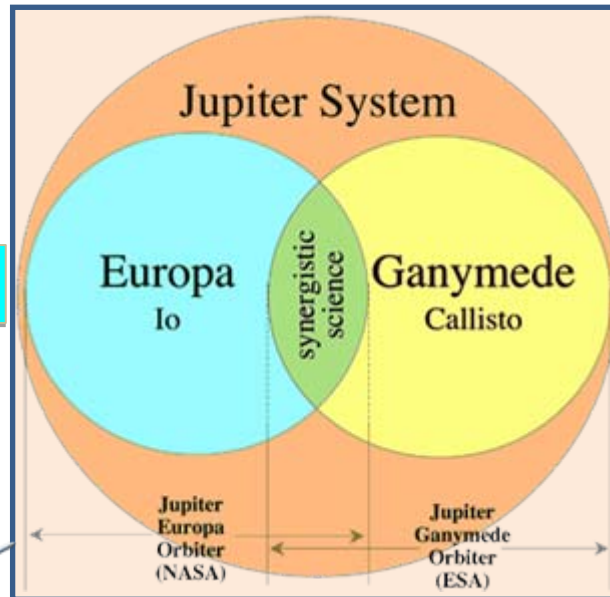 Jupiter System
Europa
Io
synergistic
science
Ganymede
Callisto
Jupiter
Europa
Orbiter
(NASA)
Jupiter
Ganymede
Orbiter
(ESA)